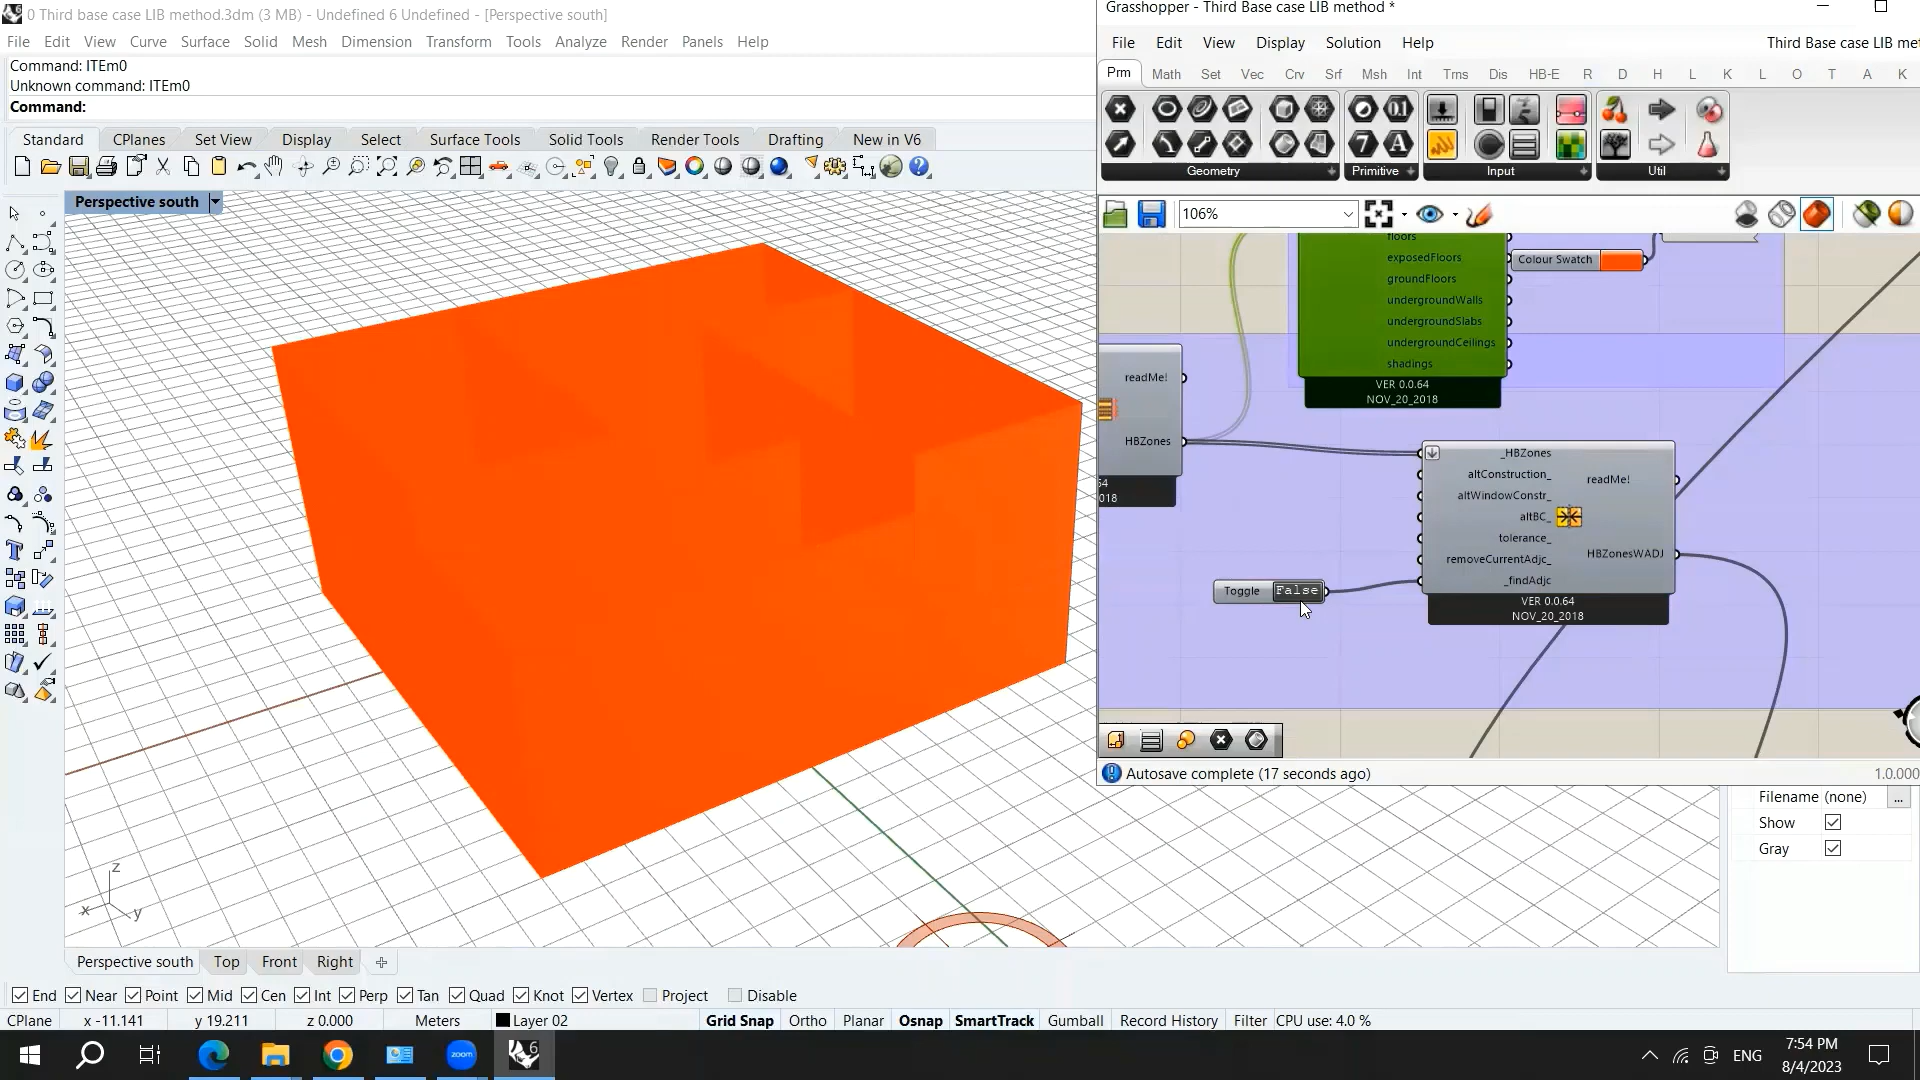 0 Third base case LIB method.3dm (3 MB) - Undefined 6 Undefined - [Perspective south]
File Edit View Curve Surface Solid Mesh Dimension Transform Tools Analyze Render Panels Help
Command: ITEm0
Unknown command: ITEm0
Command:
Standard CPlanes Set View Display Select Surface Tools Solid Tools Render Tools Drafting New in V6
Perspective south
Grasshopper - Third Base case LIB method *
File Edit View Display Solution Help
Third Base case LIB met
Prm Math Set Vec Crv Srf Msh Int Trns Dis HB-E R D H L K L O T A K
Geometry Primitive Input Util
106%
floors
exposedFloors
groundFloors
undergroundWalls
undergroundSlabs
undergroundCeilings
shadings
VER 0.0.64
NOV_20_2018
Colour Swatch
readMe!
HBZones
64
018
_HBZones
altConstruction_
altWindowConstr_
altBC_
tolerance_
removeCurrentAdjc_
_findAdjc
readMe!
HBZonesWADJ
VER 0.0.64
NOV_20_2018
Toggle False
Autosave complete (17 seconds ago)
1.0.000
Filename (none) ...
Show
Gray
z
x
y
Perspective south Top Front Right
End Near Point Mid Cen Int Perp Tan Quad Knot Vertex Project Disable
CPlane x -11.141 y 19.211 z 0.000 Meters Layer 02 Grid Snap Ortho Planar Osnap SmartTrack Gumball Record History Filter CPU use: 4.0 %
zoom
6
ENG
7:54 PM
8/4/2023